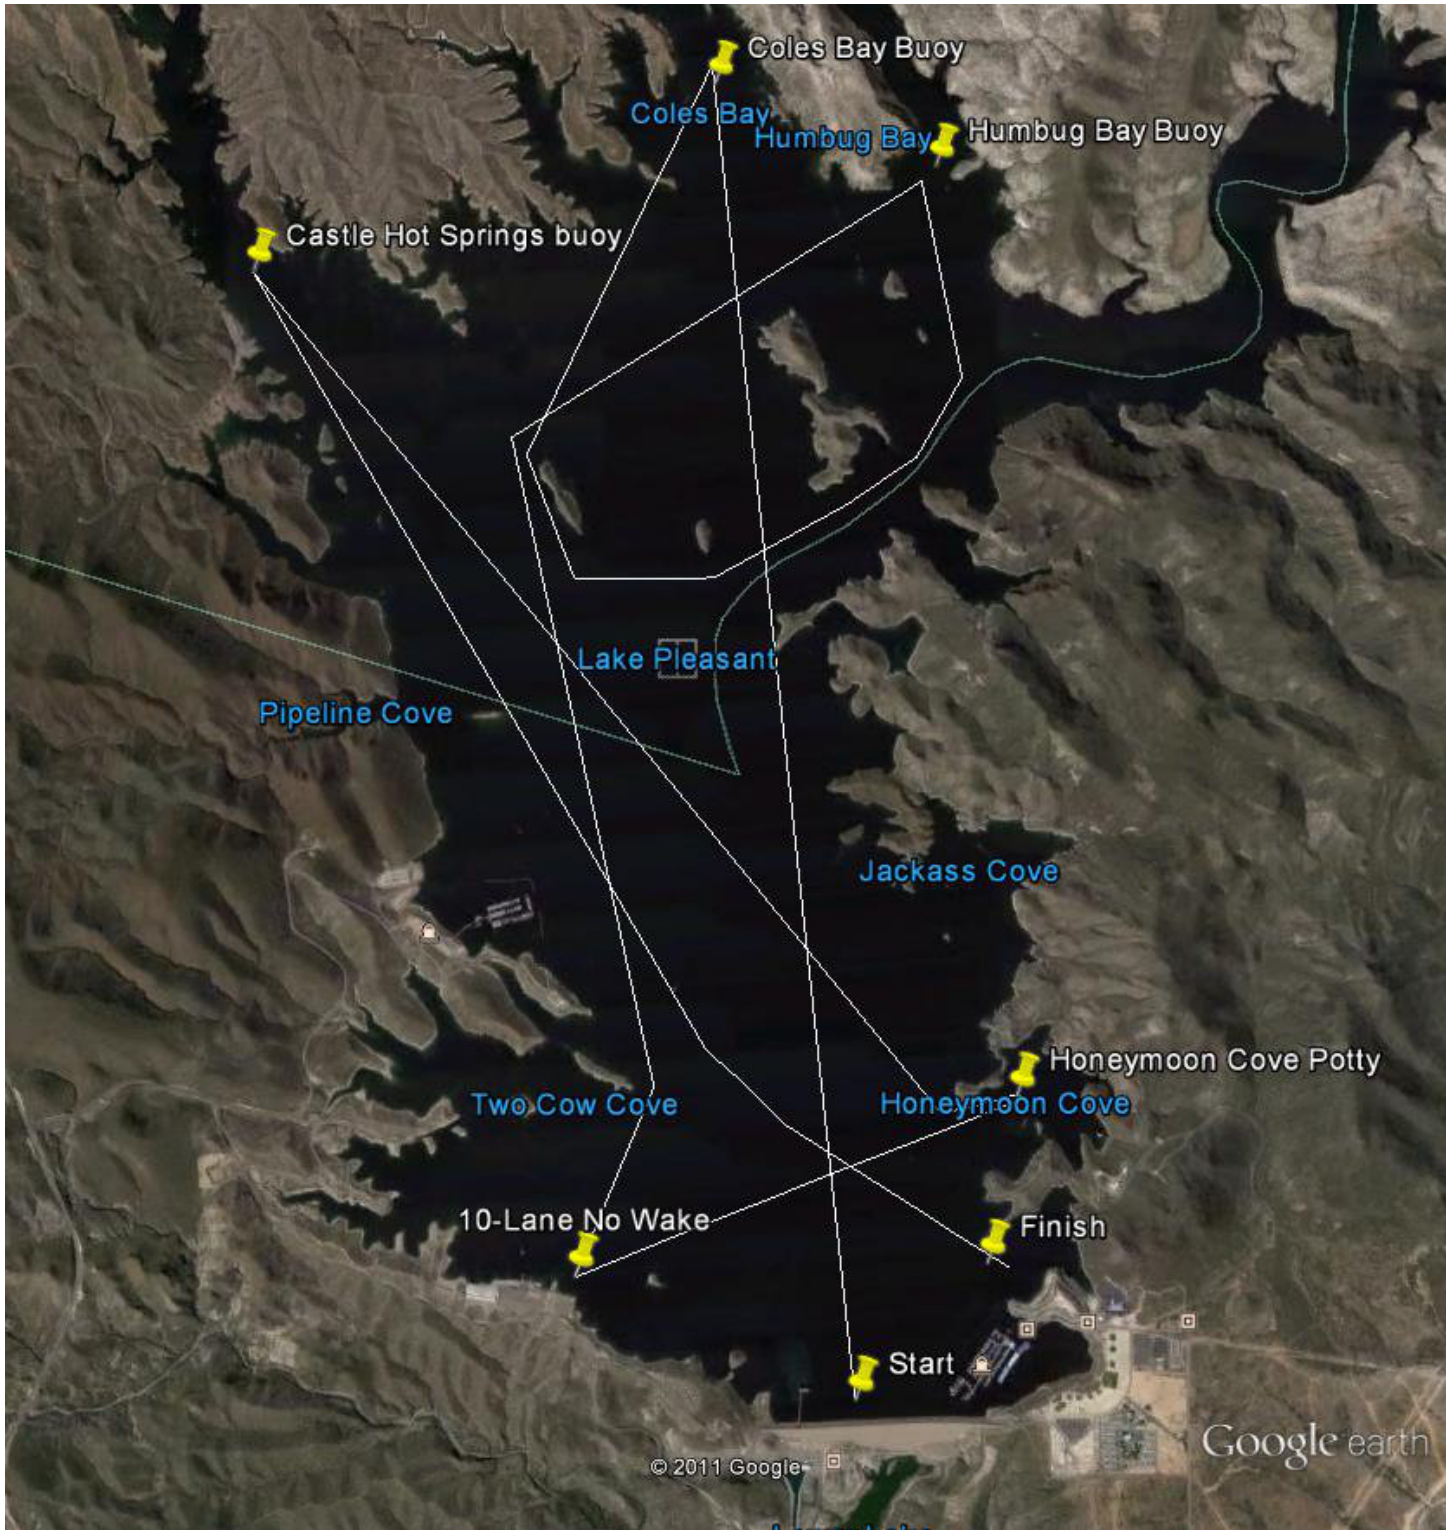 Coles Bay Buoy
Coles Bay
Humbug Bay
Humbug Bay Buoy
Castle Hot Springs buoy
Lake Pleasant
Pipeline Cove
Jackass Cove
Honeymoon Cove Potty
Two Cow Cove
Honeymoon Cove
10-Lane No Wake
Finish
Start
Google earth
© 2011 Google